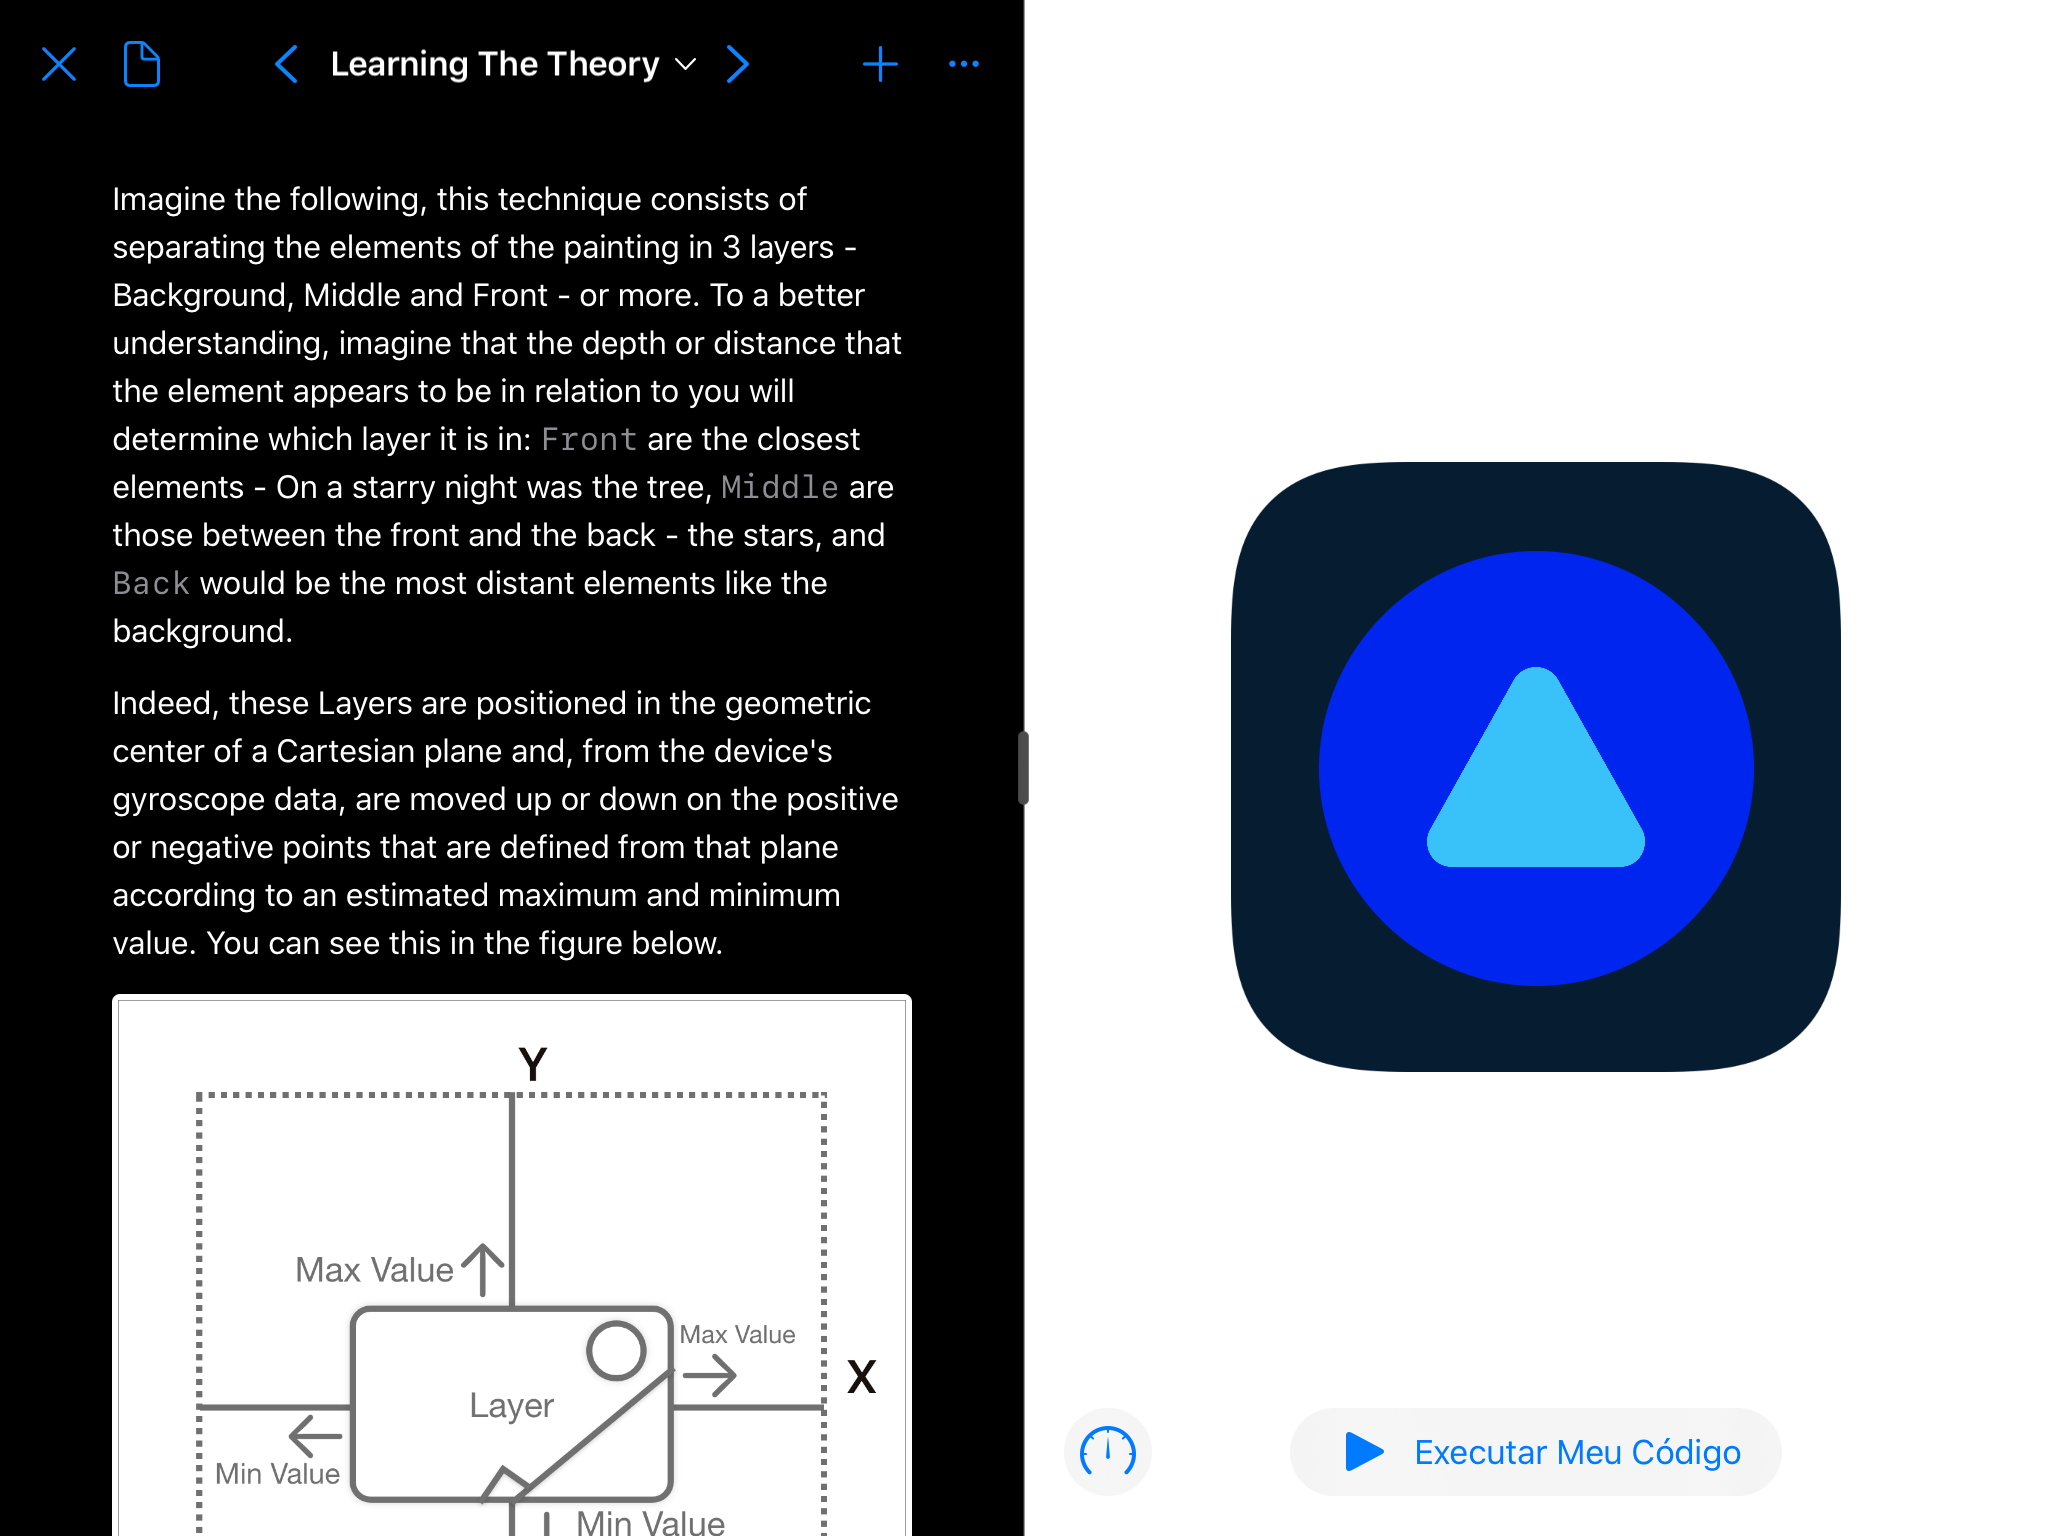 Learning The Theory
Imagine the following, this technique consists of
separating the elements of the painting in 3 layers -
Background, Middle and Front - or more. To a better
understanding, imagine that the depth or distance that
the element appears to be in relation to you will
determine which layer it is in: Front are the closest
elements - On a starry night was the tree, Middle are
those between the front and the back - the stars, and
Back would be the most distant elements like the
background.
Indeed, these Layers are positioned in the geometric
center of a Cartesian plane and, from the device's
gyroscope data, are moved up or down on the positive
or negative points that are defined from that plane
according to an estimated maximum and minimum
value. You can see this in the figure below.
Y
Max Value
Max Value
X
Layer
Min Value
Min Value
Executar Meu Código